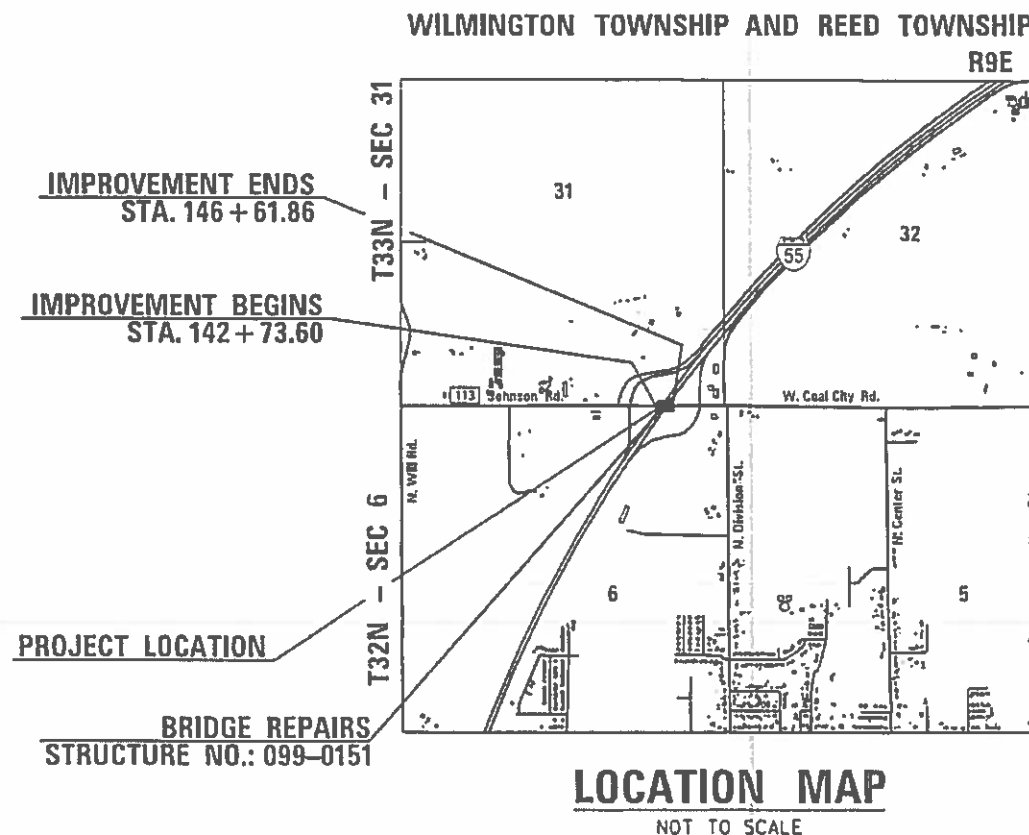 WILMINGTON TOWNSHIP AND REED TOWNSHIP
R9E
T33N - SEC 31
IMPROVEMENT ENDS
STA. 146+61.86
31
32
55
IMPROVEMENT BEGINS
STA. 142+73.60
113 Johnson Rd.
W. Coal City Rd.
N. Will Rd.
N. Division St.
N. Center St.
T32N - SEC 6
6
5
PROJECT LOCATION
BRIDGE REPAIRS
STRUCTURE NO.: 099-0151
LOCATION MAP
NOT TO SCALE